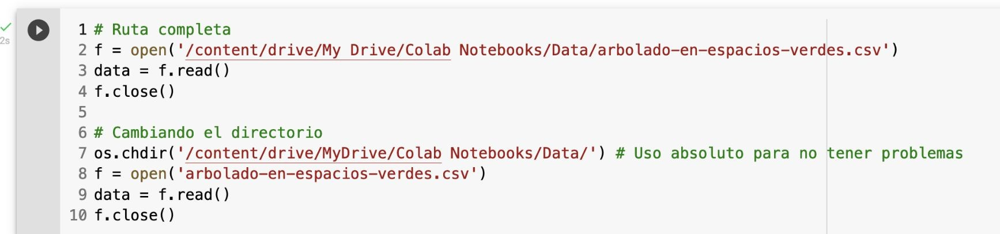 2s
1 # Ruta completa
2 f = open('/content/drive/My Drive/Colab Notebooks/Data/arbolado-en-espacios-verdes.csv')
3 data = f.read()
4 f.close()
5
6 # Cambiando el directorio
7 os.chdir('/content/drive/MyDrive/Colab Notebooks/Data/') # Uso absoluto para no tener problemas
8 f = open('arbolado-en-espacios-verdes.csv')
9 data = f.read()
10 f.close()